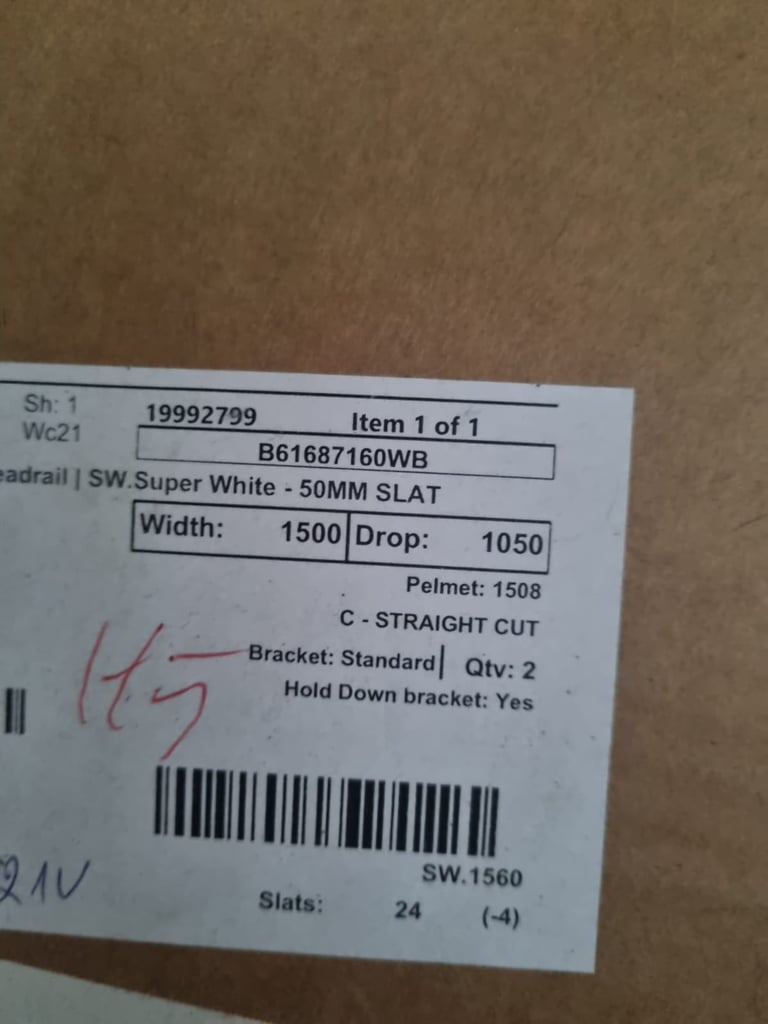 Sh: 1 19992799 Item 1 of 1
Wc21 B61687160WB
eadrail | SW.Super White - 50MM SLAT
Width: 1500 Drop: 1050
Pelmet: 1508
C - STRAIGHT CUT
Bracket: Standard| Qty: 2
Hold Down bracket: Yes
SW.1560
21V
Slats: 24 (-4)